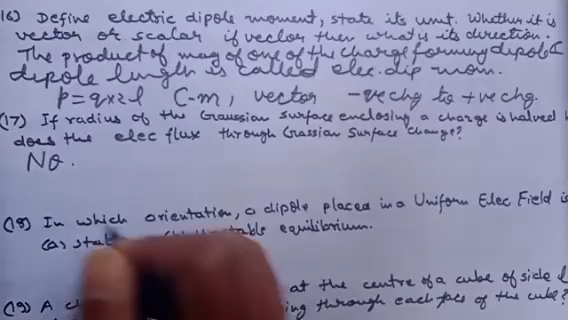 16) Define electric dipole moment, state its unit. Whether it is
vector or scalar if vector then what is its direction.
The product of mag of one of the charge forming dipole &
dipole length is called elec. dip mom.
p = q x 2l C-m, vector -ve chg to +ve chg.
(17) If radius of the Gaussian surface enclosing a charge is halved h
does the elec flux through Gassian Surface change?
No.
(18) In which orientation, a dipole placed in a Uniform Elec Field is
(a) stab table equilibrium.
(19) A c at the centre of a cube of side l
ing through each face of the cube?